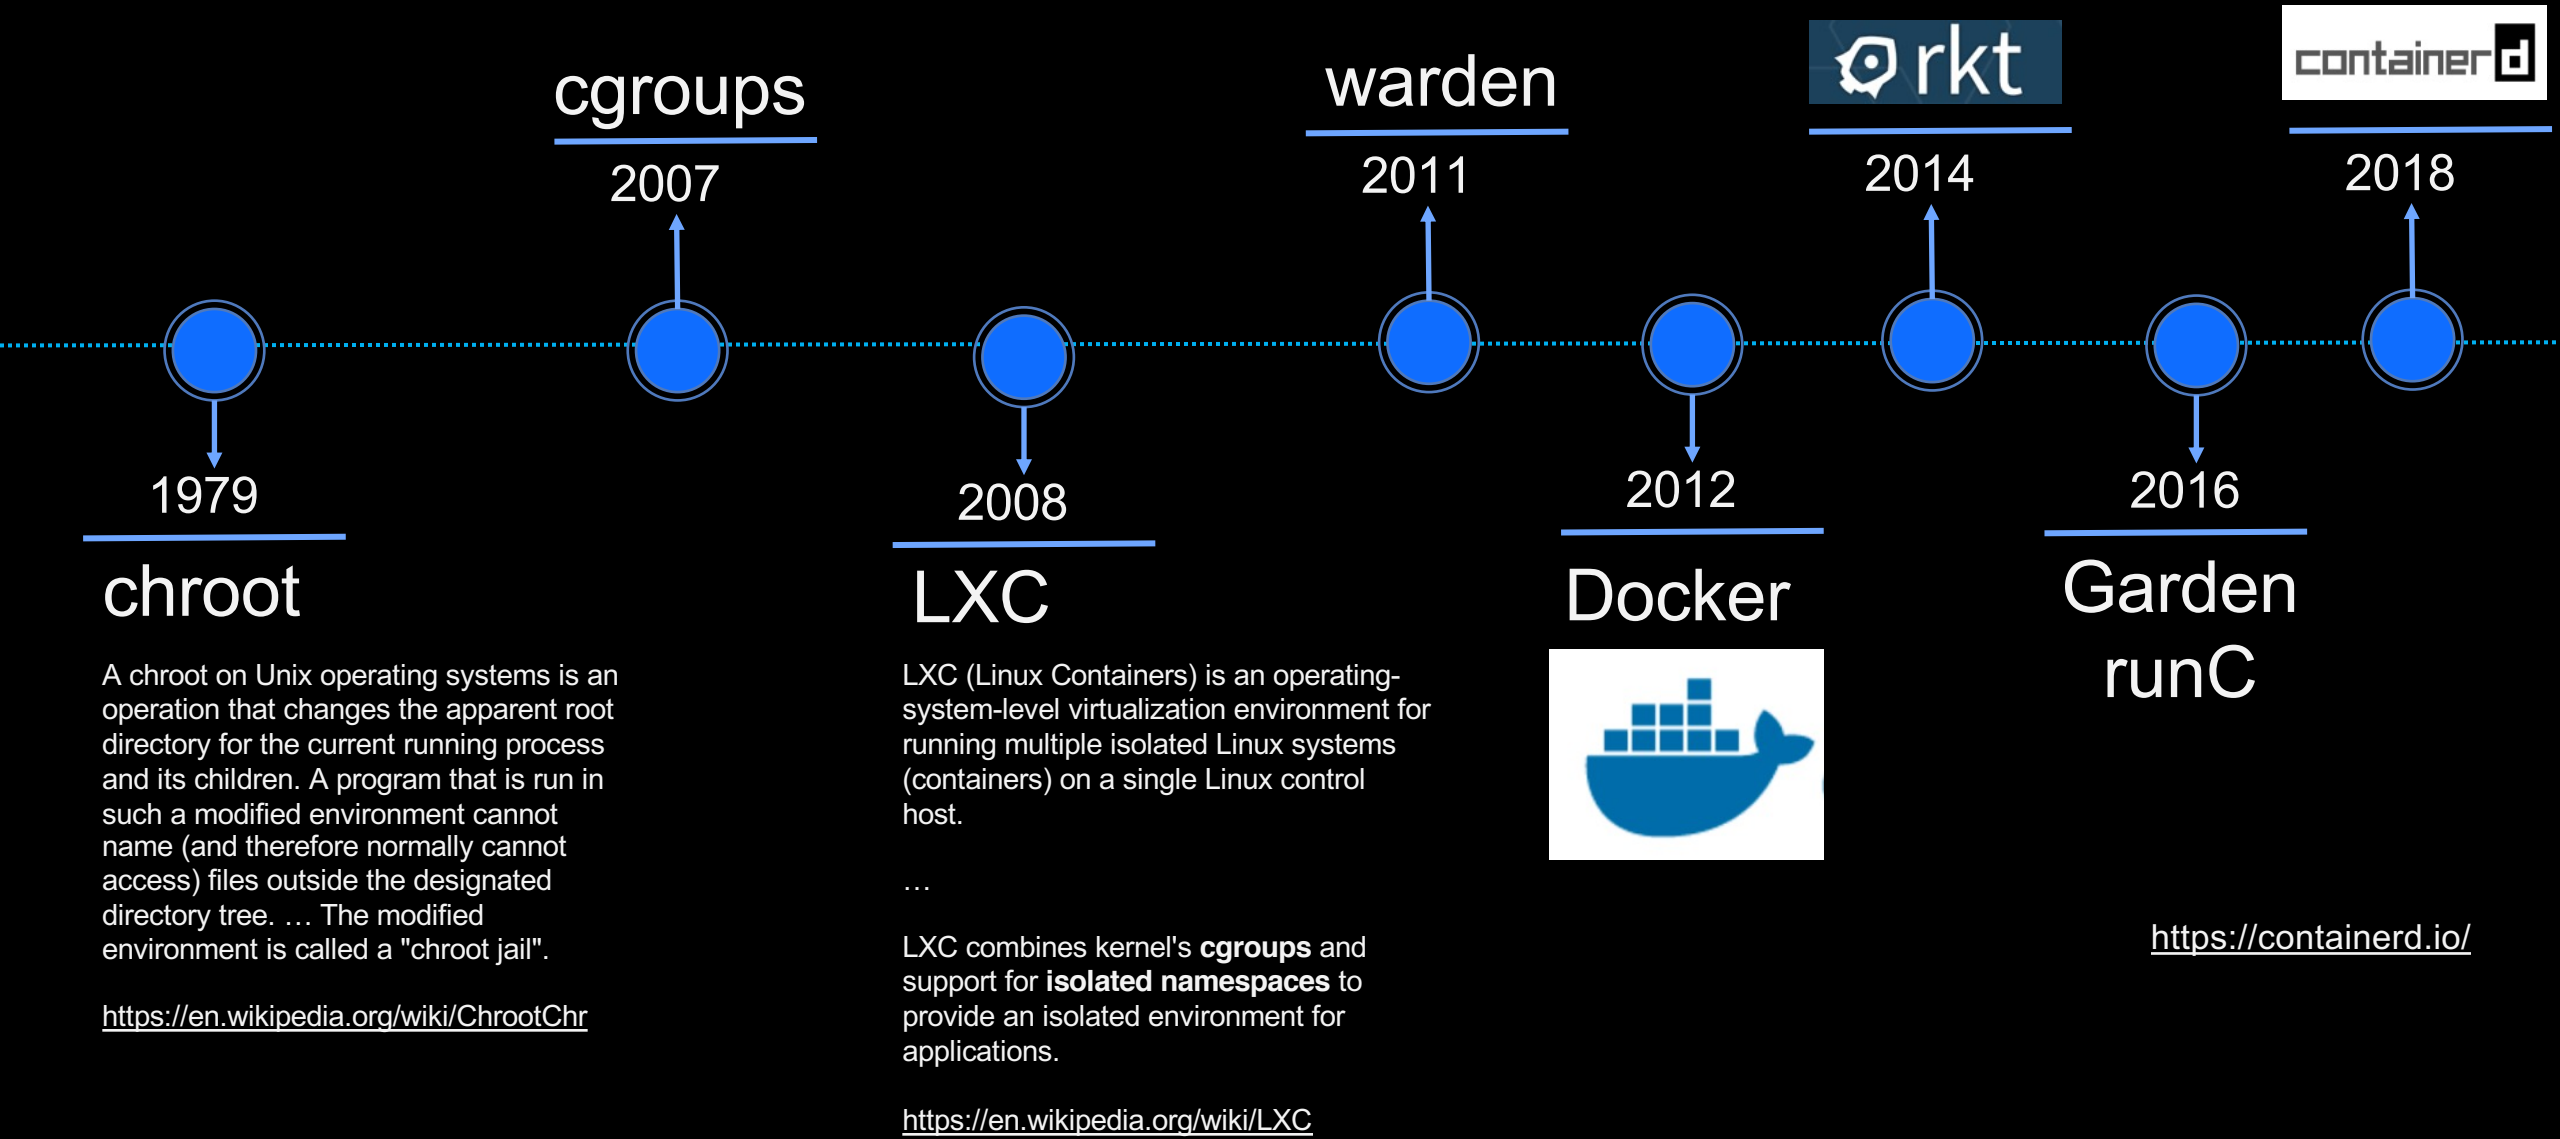 cgroups
2007
warden
2011
rkt
2014
containerd
2018
1979
chroot
A chroot on Unix operating systems is an
operation that changes the apparent root
directory for the current running process
and its children. A program that is run in
such a modified environment cannot
name (and therefore normally cannot
access) files outside the designated
directory tree. … The modified
environment is called a "chroot jail".
https://en.wikipedia.org/wiki/ChrootChr
2008
LXC
LXC (Linux Containers) is an operating-
system-level virtualization environment for
running multiple isolated Linux systems
(containers) on a single Linux control
host.
…
LXC combines kernel's cgroups and
support for isolated namespaces to
provide an isolated environment for
applications.
https://en.wikipedia.org/wiki/LXC
2012
Docker
2016
Garden
runC
https://containerd.io/